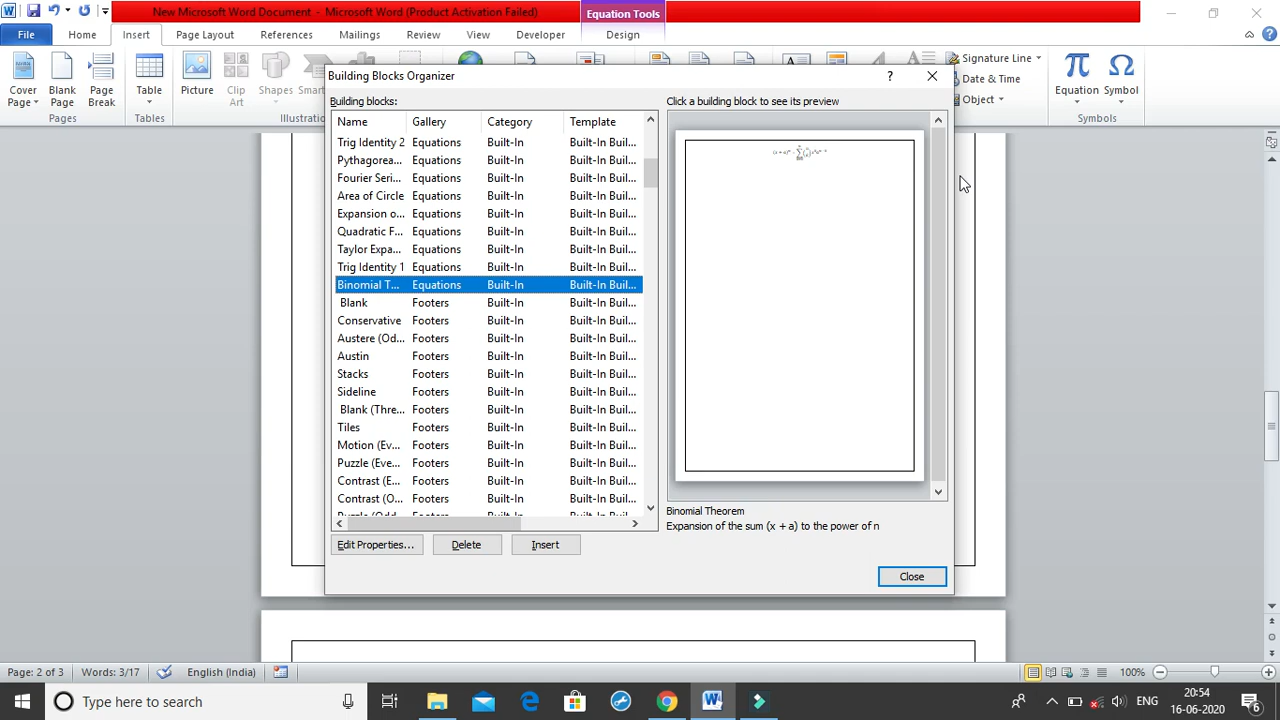 New Microsoft Word Document - Microsoft Word (Product Activation Failed)
Equation Tools
File Home Insert Page Layout References Mailings Review View Developer Design
Cover Page
Blank Page
Page Break
Table
Picture
Clip Art
Shapes
Smart
Signature Line
Date & Time
Object
Equation
Symbol
Pages
Tables
Illustratio
Symbols
Building Blocks Organizer
Building blocks:
Click a building block to see its preview
Name Gallery Category Template
Trig Identity 2 Equations Built-In Built-In Buil...
Pythagorea... Equations Built-In Built-In Buil...
Fourier Seri... Equations Built-In Built-In Buil...
Area of Circle Equations Built-In Built-In Buil...
Expansion o... Equations Built-In Built-In Buil...
Quadratic F... Equations Built-In Built-In Buil...
Taylor Expa... Equations Built-In Built-In Buil...
Trig Identity 1 Equations Built-In Built-In Buil...
Binomial T... Equations Built-In Built-In Buil...
Blank Footers Built-In Built-In Buil...
Conservative Footers Built-In Built-In Buil...
Austere (Od... Footers Built-In Built-In Buil...
Austin Footers Built-In Built-In Buil...
Stacks Footers Built-In Built-In Buil...
Sideline Footers Built-In Built-In Buil...
Blank (Thre... Footers Built-In Built-In Buil...
Tiles Footers Built-In Built-In Buil...
Motion (Ev... Footers Built-In Built-In Buil...
Puzzle (Eve... Footers Built-In Built-In Buil...
Contrast (E... Footers Built-In Built-In Buil...
Contrast (O... Footers Built-In Built-In Buil...
Binomial Theorem
Expansion of the sum (x + a) to the power of n
Edit Properties... Delete Insert
Close
Page: 2 of 3 Words: 3/17 English (India) 100%
Type here to search
ENG
20:54
16-06-2020
6